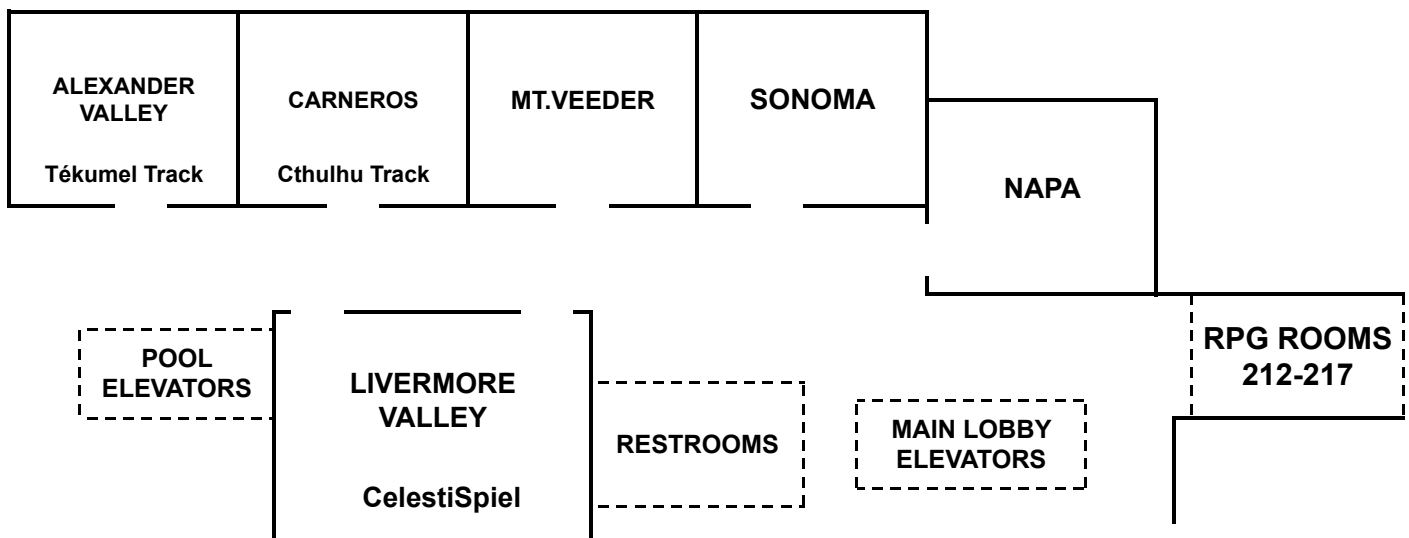 ALEXANDER
VALLEY
Tékumel Track
CARNEROS
Cthulhu Track
MT.VEEDER
SONOMA
NAPA
POOL
ELEVATORS
LIVERMORE
VALLEY
CelestiSpiel
RESTROOMS
MAIN LOBBY
ELEVATORS
RPG ROOMS
212-217